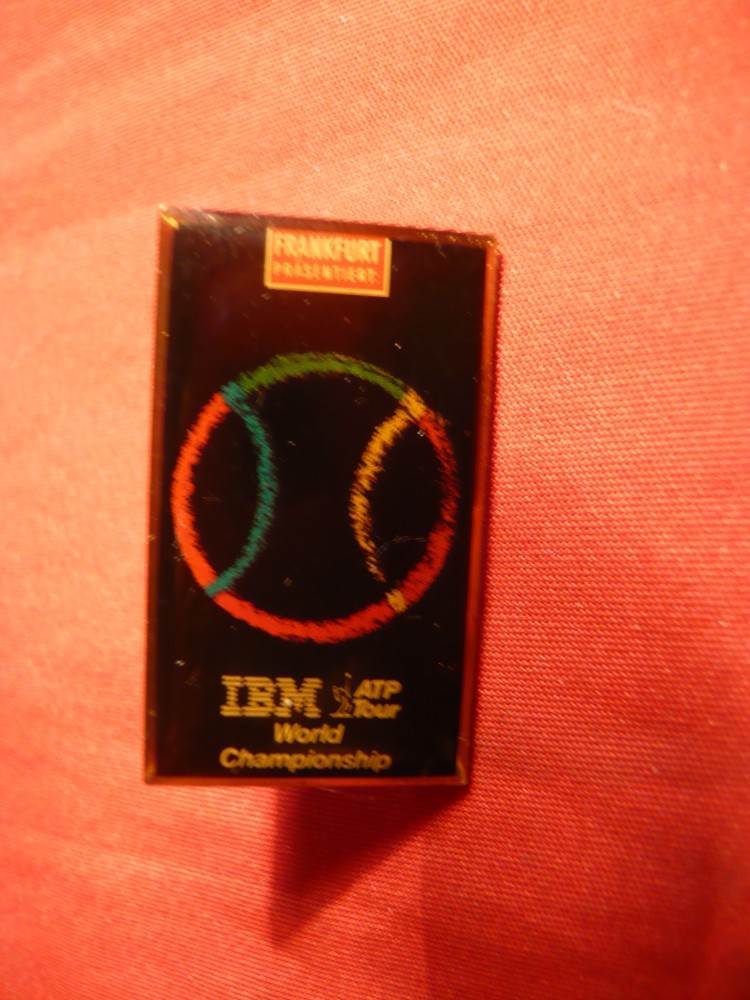 FRANKFURT
PRÄSENTIERT:
IBM ATP
Tour
World
Championship